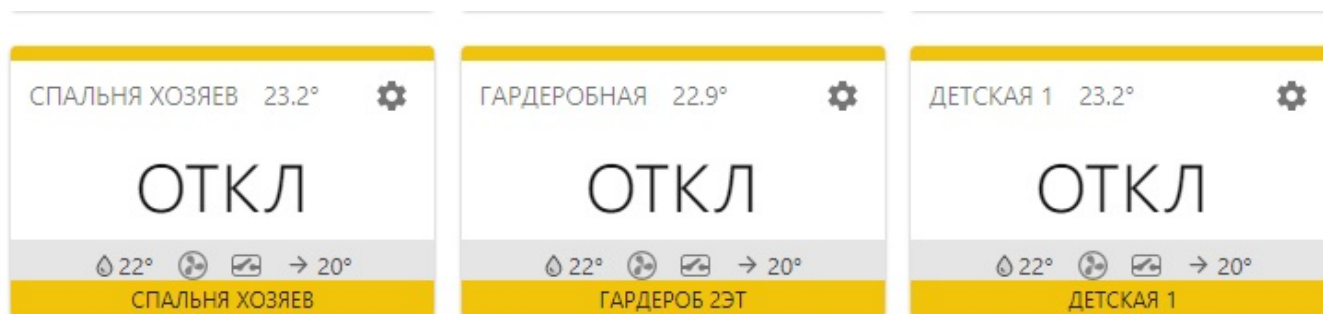 СПАЛЬНЯ ХОЗЯЕВ 23.2°
ОТКЛ
22° → 20°
СПАЛЬНЯ ХОЗЯЕВ
ГАРДЕРОБНАЯ 22.9°
ОТКЛ
22° → 20°
ГАРДЕРОБ 2ЭТ
ДЕТСКАЯ 1 23.2°
ОТКЛ
22° → 20°
ДЕТСКАЯ 1